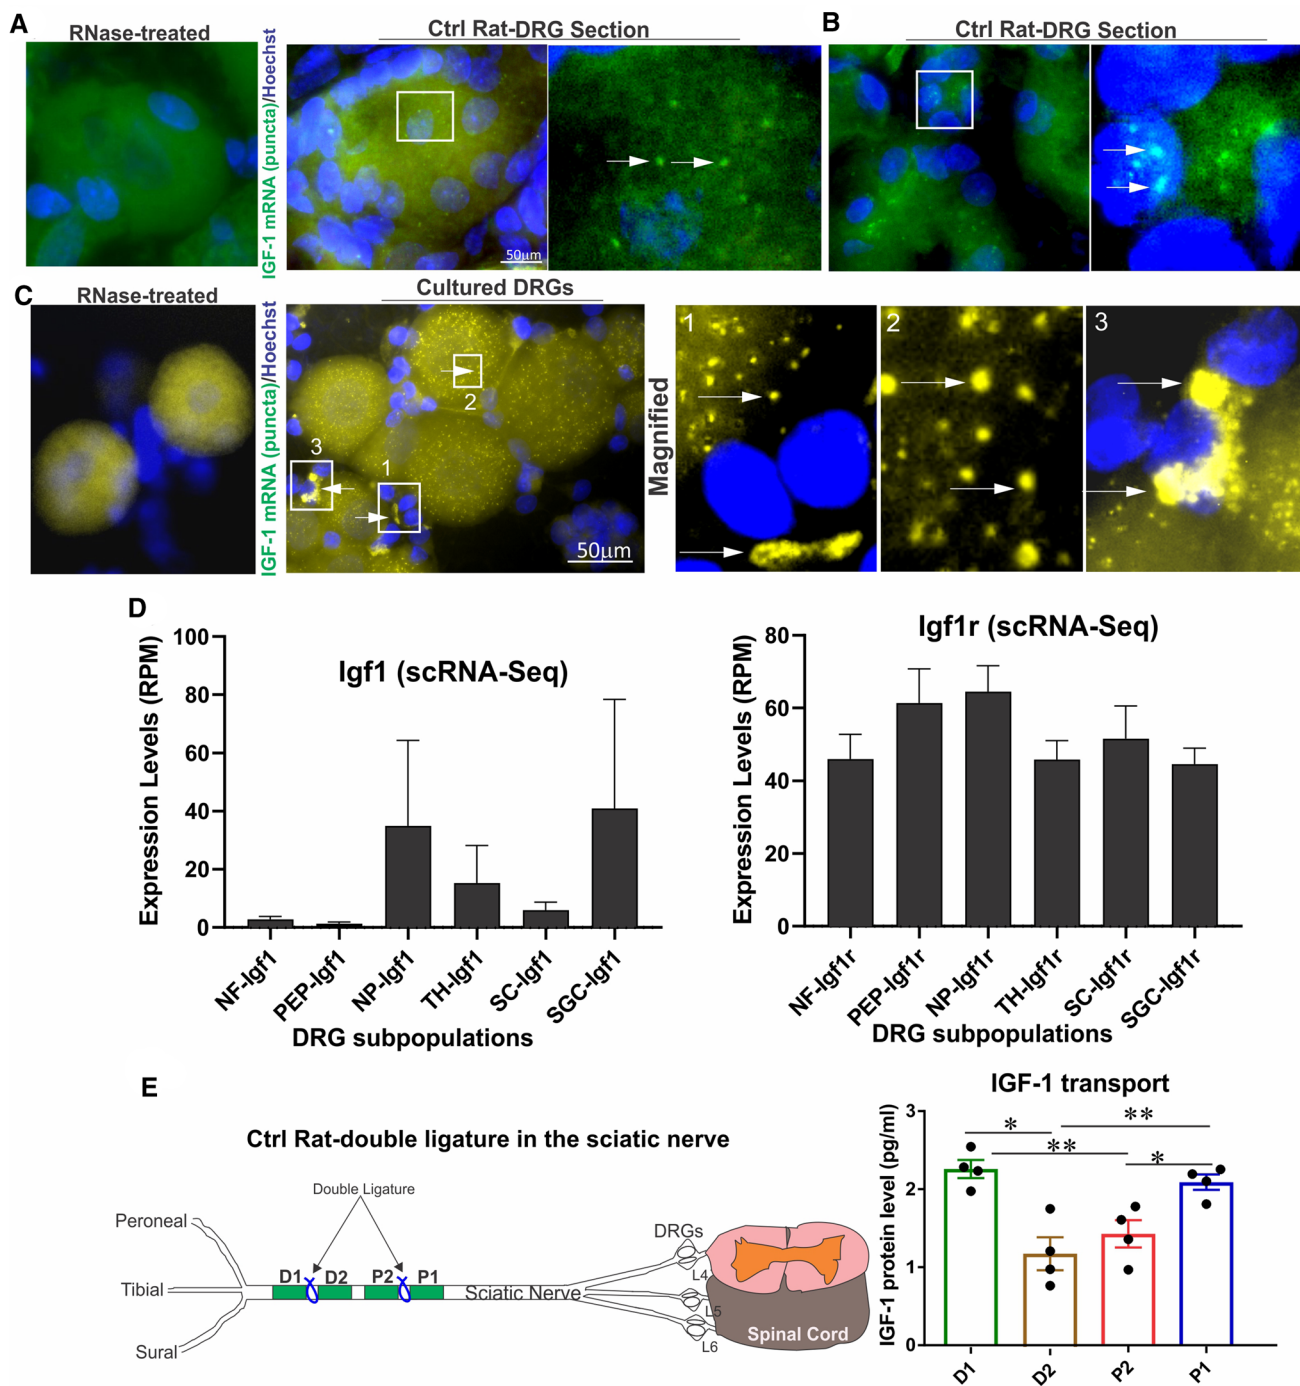 A
RNase-treated
Ctrl Rat-DRG Section
B
Ctrl Rat-DRG Section
IGF-1 mRNA (puncta)/Hoechst
50μm
C
RNase-treated
Cultured DRGs
IGF-1 mRNA (puncta)/Hoechst
1
2
3
50μm
Magnified
1
2
3
D
Igf1 (scRNA-Seq)
Expression Levels (RPM)
100
80
60
40
20
0
NF-Igf1
PEP-Igf1
NP-Igf1
TH-Igf1
SC-Igf1
SGC-Igf1
DRG subpopulations
Igf1r (scRNA-Seq)
Expression Levels (RPM)
80
60
40
20
0
NF-Igf1r
PEP-Igf1r
NP-Igf1r
TH-Igf1r
SC-Igf1r
SGC-Igf1r
DRG subpopulations
E
Ctrl Rat-double ligature in the sciatic nerve
Double Ligature
Peroneal
Tibial
Sural
D1
D2
P2
P1
Sciatic Nerve
DRGs
L4
L5
L6
Spinal Cord
IGF-1 transport
IGF-1 protein level (pg/ml)
3
2
1
0
*
**
**
*
D1
D2
P2
P1